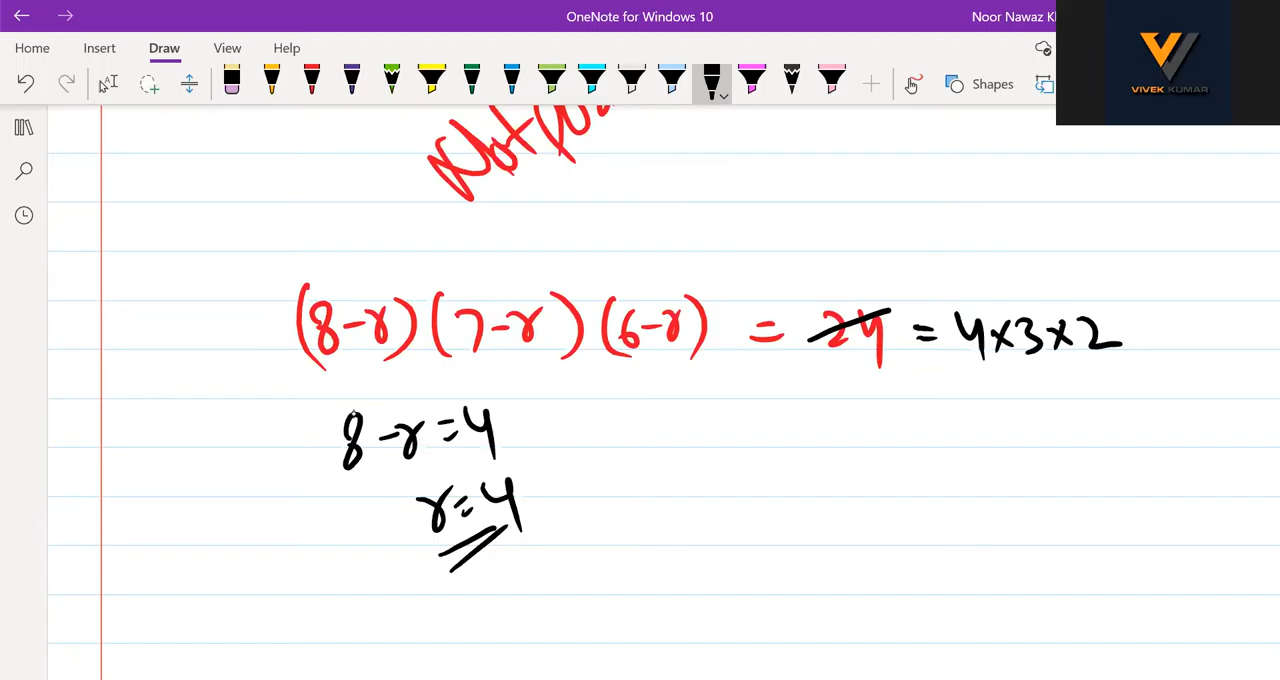 OneNote for Windows 10
Noor Nawaz
Home Insert Draw View Help
Shapes
VIVEK KUMAR
Not
(8-r)(7-r)(6-r) = 24 = 4×3×2
8-r=4
r=4